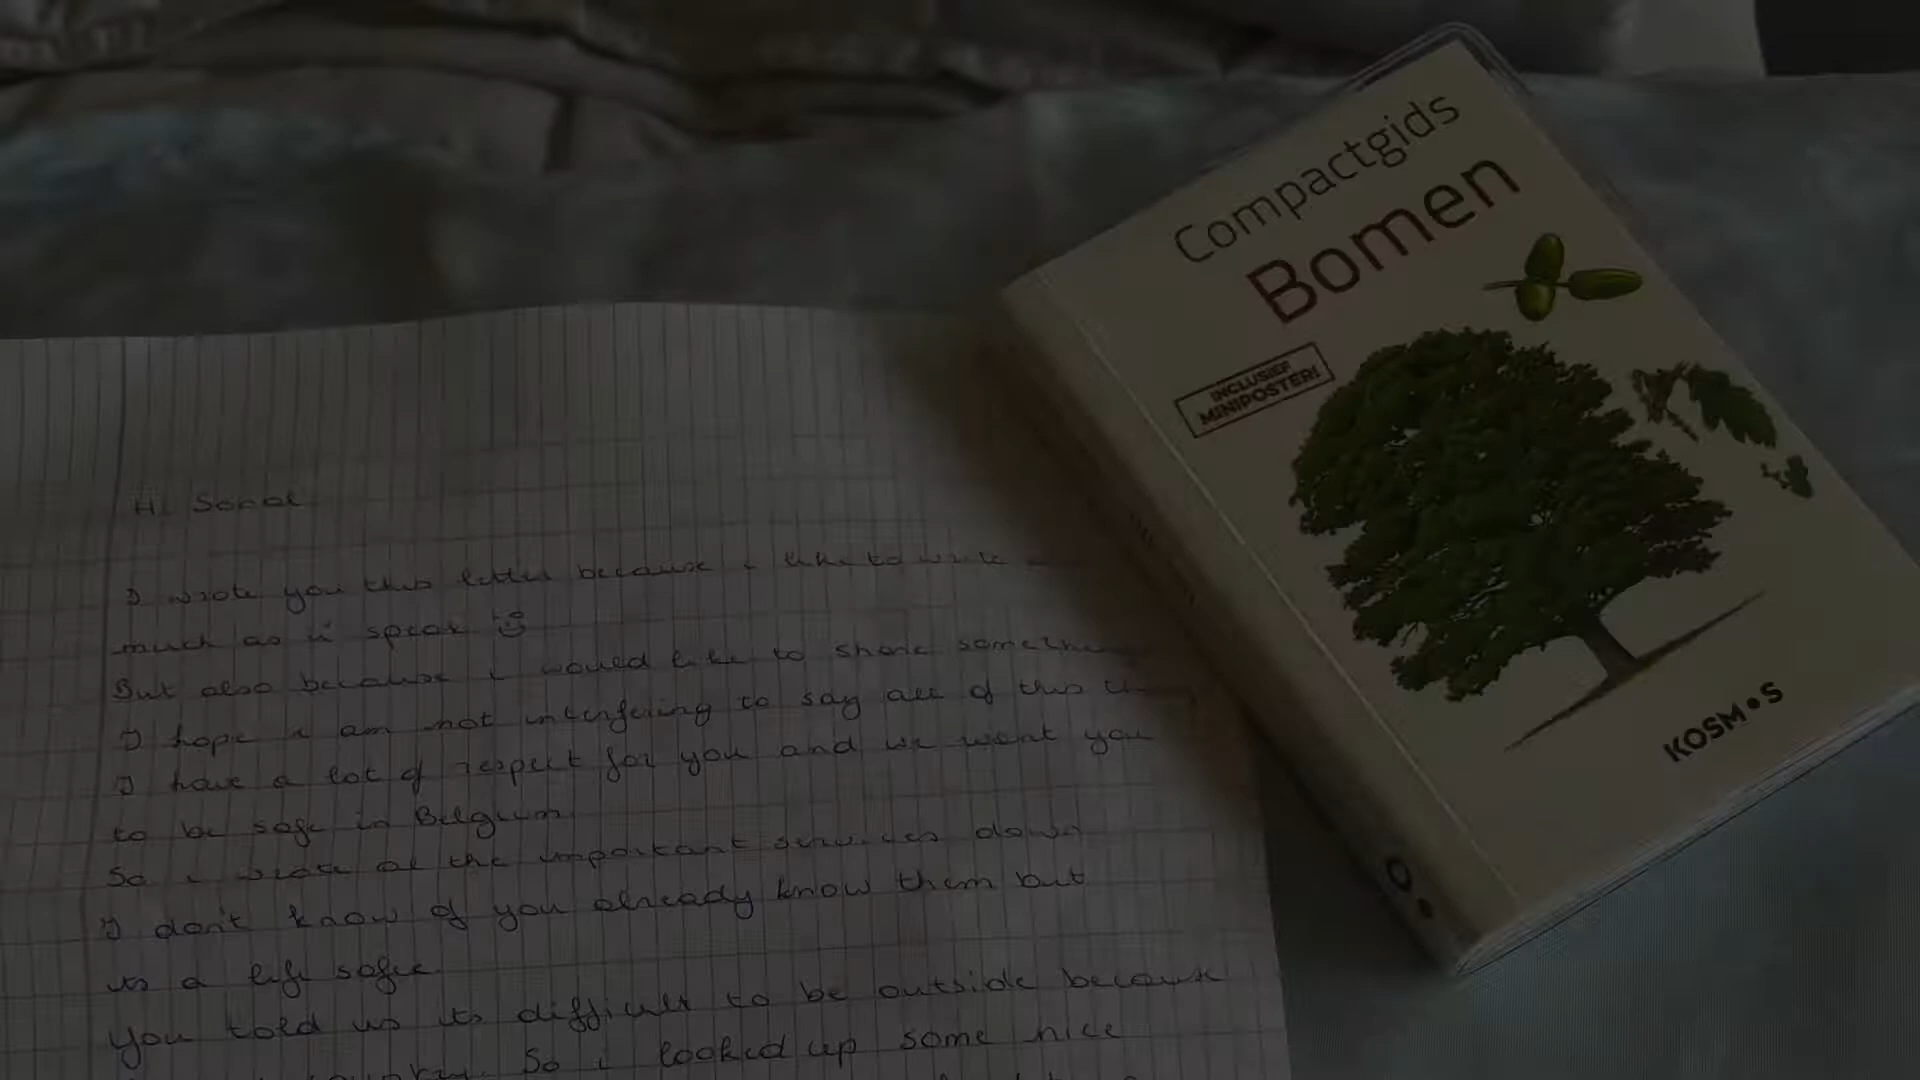 Hi Sonal
I wrote you this letter because i like to write
much as i speak
But also because i would like to share
I hope i am not interfering to say all of this
I have a lot of respect for you and we want you
to be safe in Belgium
So i wrote al the important services down
I don't know of you already know them but
its a life safer
you told us its difficult to be outside because
So i looked up some nice
Compactgids
Bomen
INCLUSIEF
MINIPOSTER!
KOSMOS